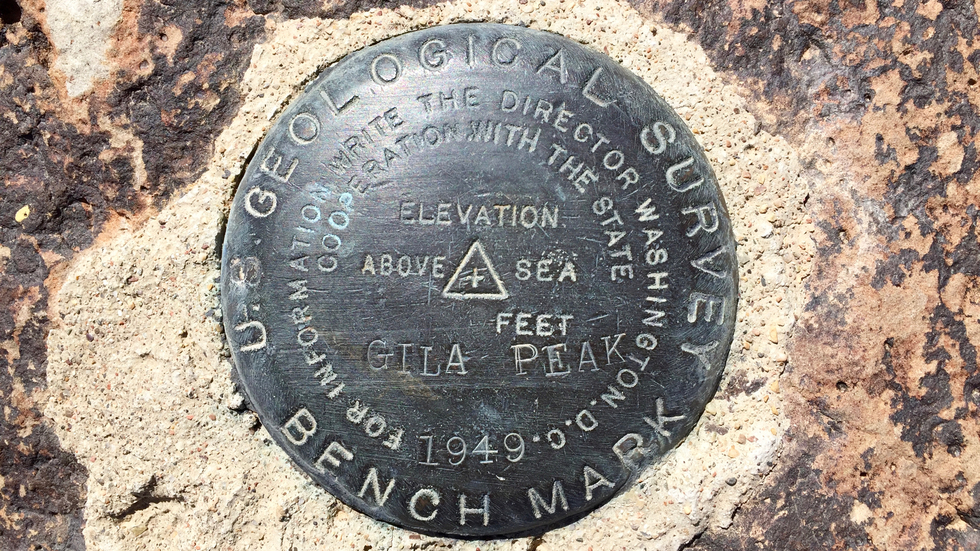 U.S. GEOLOGICAL SURVEY
FOR INFORMATION WRITE THE DIRECTOR WASHINGTON, D.C.
COOPERATION WITH THE STATE
ELEVATION
ABOVE SEA
FEET
GILA PEAK
1949
BENCH MARK